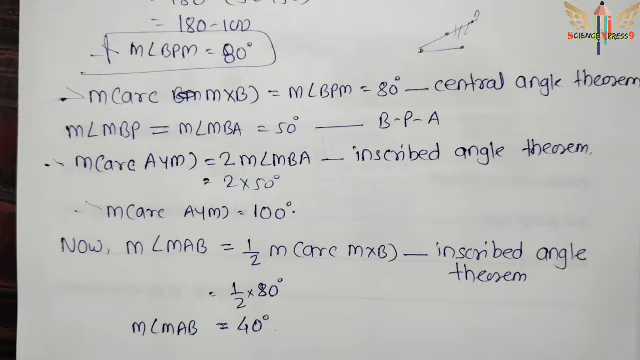 = 180 - 100
m∠BPM = 80°
SCIENCEXPRESS9
∴ m(arc MXB) = m∠BPM = 80° — central angle theorem
m∠MBP = m∠MBA = 50° — B-P-A
∴ m(arc AYM) = 2m∠MBA — inscribed angle theorem.
= 2×50°
∴ m(arc AYM) = 100°.
NOW, m∠MAB = 1/2 m(arc MXB) — inscribed angle theorem
= 1/2 × 80°
m∠MAB = 40°.